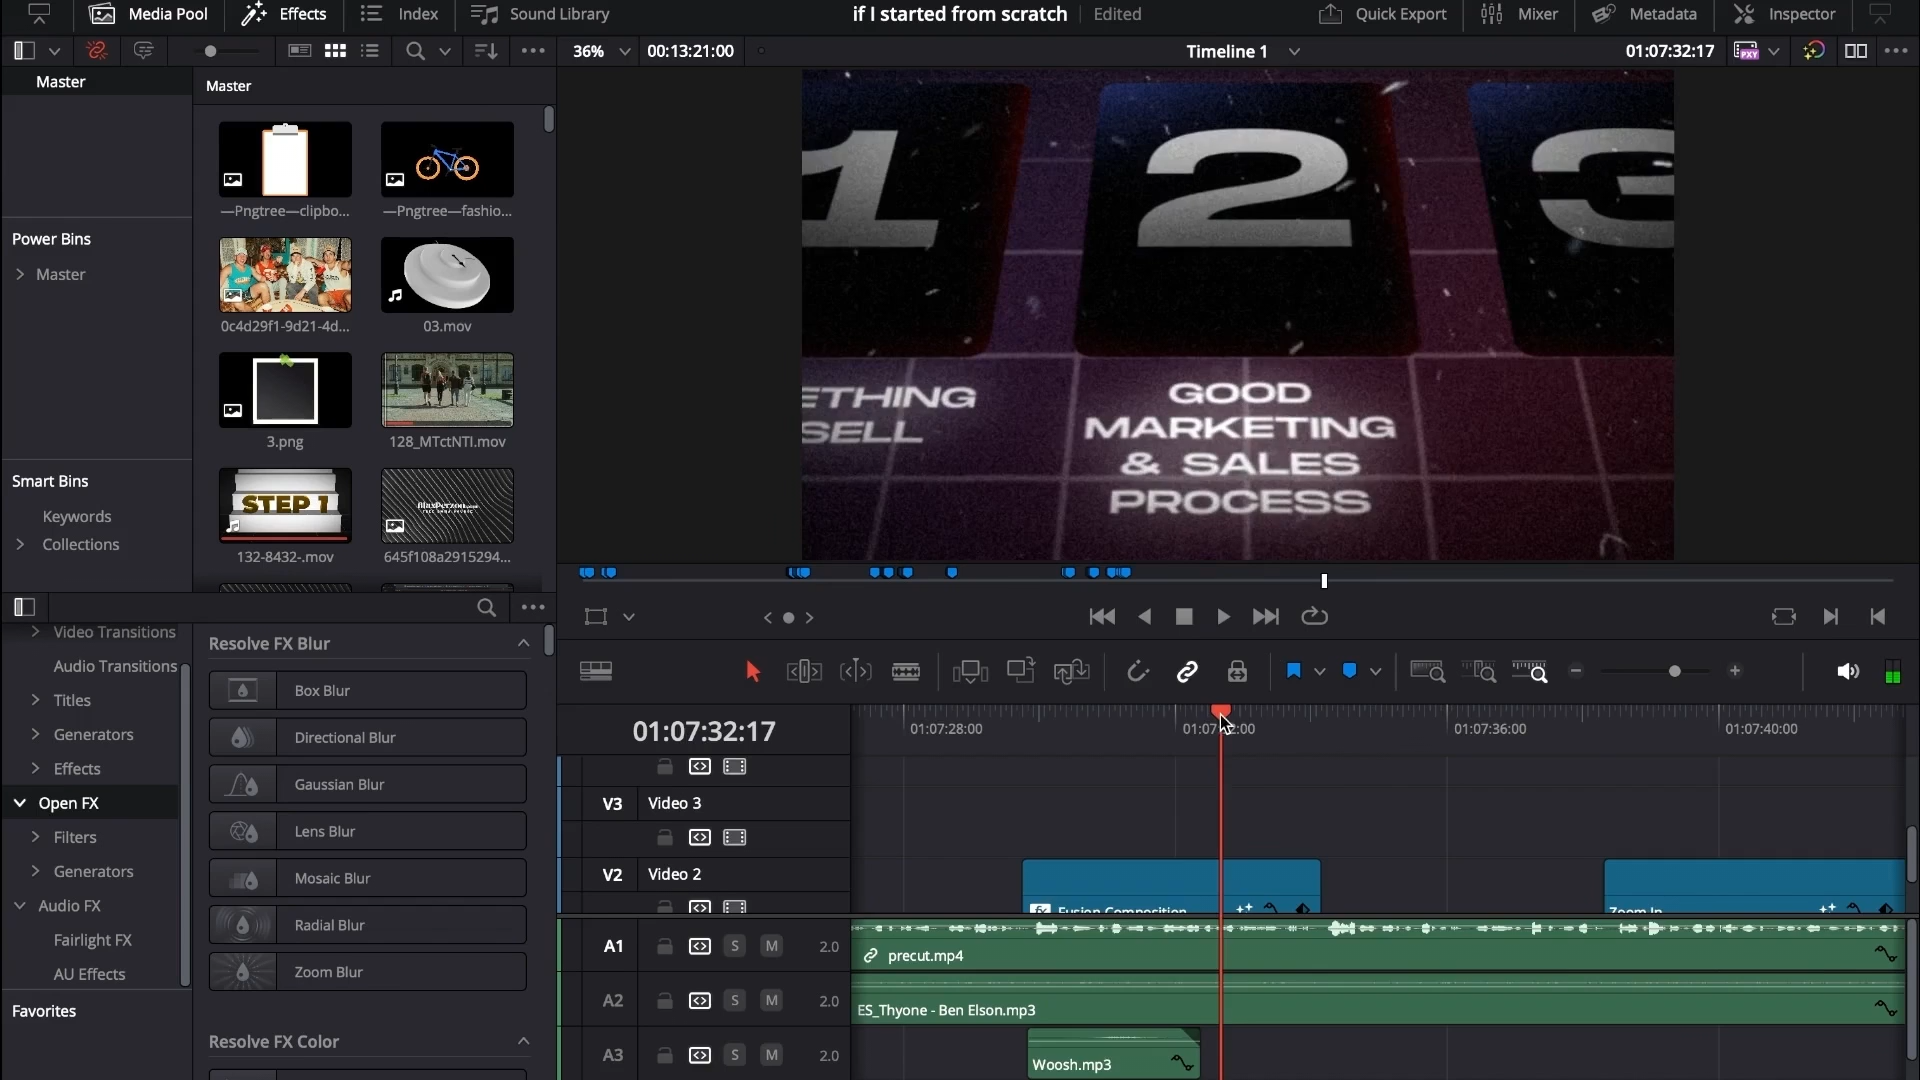 Media Pool
Effects
Index
Sound Library
if I started from scratch
Edited
Quick Export
Mixer
Metadata
Inspector
36%
00:13:21:00
Timeline 1
01:07:32:17
PXY
Master
Master
—Pngtree—clipbo...
—Pngtree—fashio...
Power Bins
Master
0c4d29f1-9d21-4d...
03.mov
3.png
128_MTctNTI.mov
Smart Bins
Keywords
Collections
STEP 1
MaxPerzon.com
132-8432-.mov
645f108a2915294...
1
2
3
ETHING
SELL
GOOD
MARKETING
& SALES
PROCESS
Video Transitions
Audio Transitions
Titles
Generators
Effects
Open FX
Filters
Generators
Audio FX
Fairlight FX
AU Effects
Favorites
Resolve FX Blur
Box Blur
Directional Blur
Gaussian Blur
Lens Blur
Mosaic Blur
Radial Blur
Zoom Blur
Resolve FX Color
01:07:32:17
01:07:28:00
01:07:36:00
01:07:40:00
V3
Video 3
V2
Video 2
Fusion Composition
Zoom In
A1
S
M
2.0
precut.mp4
A2
S
M
2.0
ES_Thyone - Ben Elson.mp3
A3
S
M
2.0
Woosh.mp3